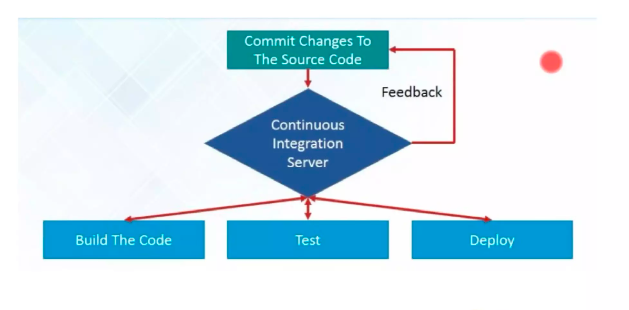 Commit Changes To
The Source Code
Feedback
Continuous
Integration
Server
Build The Code
Test
Deploy